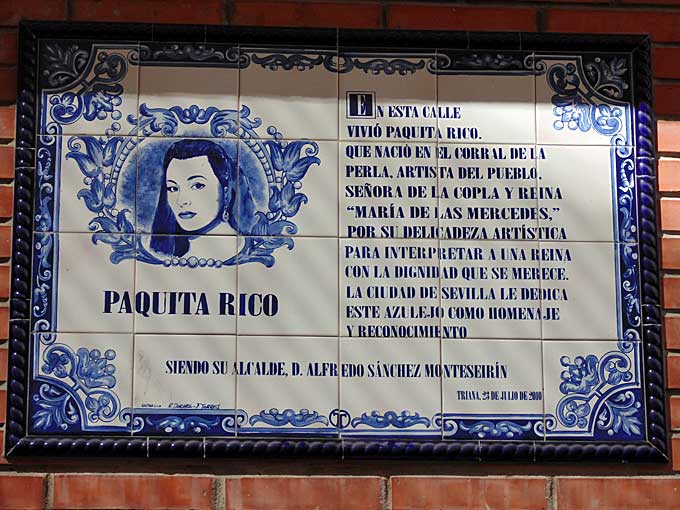 PAQUITA RICO
EN ESTA CALLE
VIVIÓ PAQUITA RICO.
QUE NACIÓ EN EL CORRAL DE LA
PERLA, ARTISTA DEL PUEBLO.
SEÑORA DE LA COPLA Y REINA
“MARÍA DE LAS MERCEDES,”
POR SU DELICADEZA ARTÍSTICA
PARA INTERPRETAR A UNA REINA
CON LA DIGNIDAD QUE SE MERECE.
LA CIUDAD DE SEVILLA LE DEDICA
ESTE AZULEJO COMO HOMENAJE
Y RECONOCIMIENTO
SIENDO SU ALCALDE, D. ALFREDO SÁNCHEZ MONTESEIRÍN
TRIANA, 23 DE JULIO DE 2010